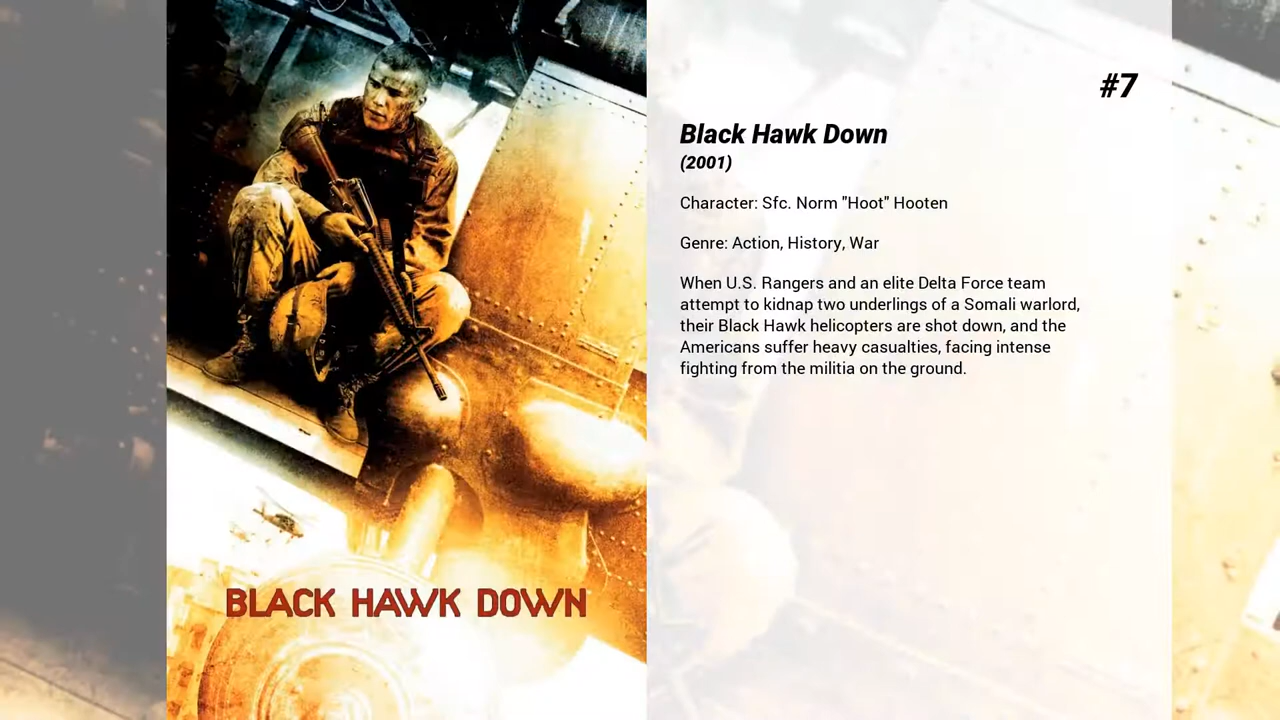 #7
Black Hawk Down
(2001)
Character: Sfc. Norm "Hoot" Hooten
Genre: Action, History, War
When U.S. Rangers and an elite Delta Force team
attempt to kidnap two underlings of a Somali warlord,
their Black Hawk helicopters are shot down, and the
Americans suffer heavy casualties, facing intense
fighting from the militia on the ground.
BLACK HAWK DOWN